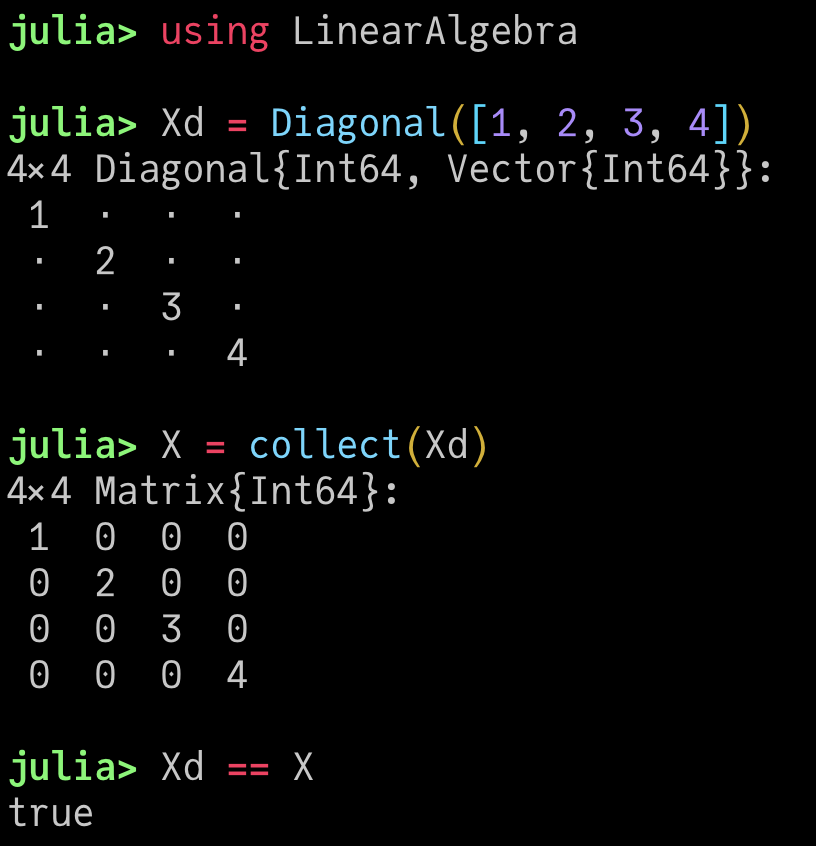 julia> using LinearAlgebra
julia> Xd = Diagonal([1, 2, 3, 4])
4×4 Diagonal{Int64, Vector{Int64}}:
 1  ⋅  ⋅  ⋅
 ⋅  2  ⋅  ⋅
 ⋅  ⋅  3  ⋅
 ⋅  ⋅  ⋅  4
julia> X = collect(Xd)
4×4 Matrix{Int64}:
 1  0  0  0
 0  2  0  0
 0  0  3  0
 0  0  0  4
julia> Xd == X
true